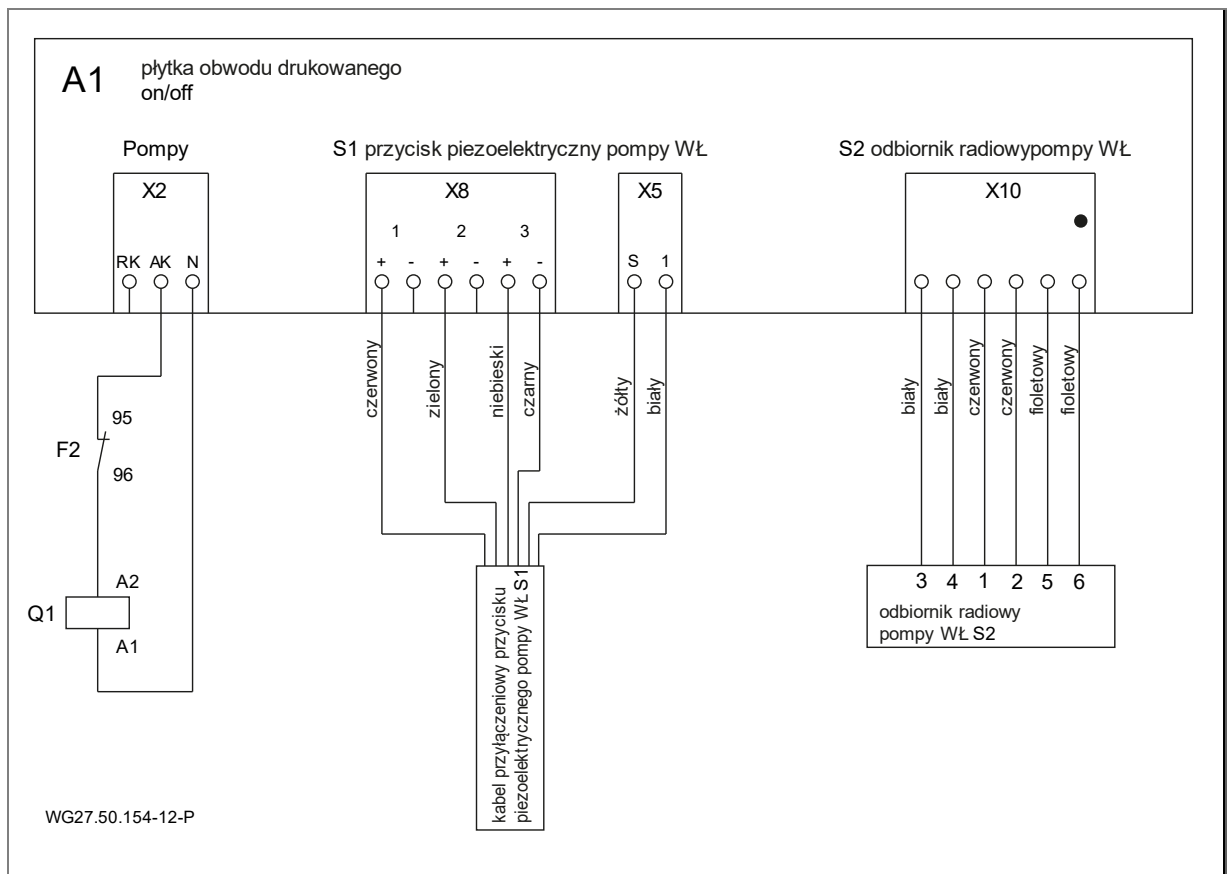 A1
płytka obwodu drukowanego
on/off
Pompy
S1 przycisk piezoelektryczny pompy WŁ
S2 odbiornik radiowypompy WŁ
X2
X8
X5
X10
1 2 3
RK AK N
+ - + - + -
S 1
czerwony
zielony
niebieski
czarny
żółty
biały
biały
biały
czerwony
czerwony
fioletowy
fioletowy
95
F2
96
A2
Q1
A1
kabel przyłączeniowy przycisku
piezoelektrycznego pompy WŁ S1
3 4 1 2 5 6
odbiornik radiowy
pompy WŁ S2
WG27.50.154-12-P